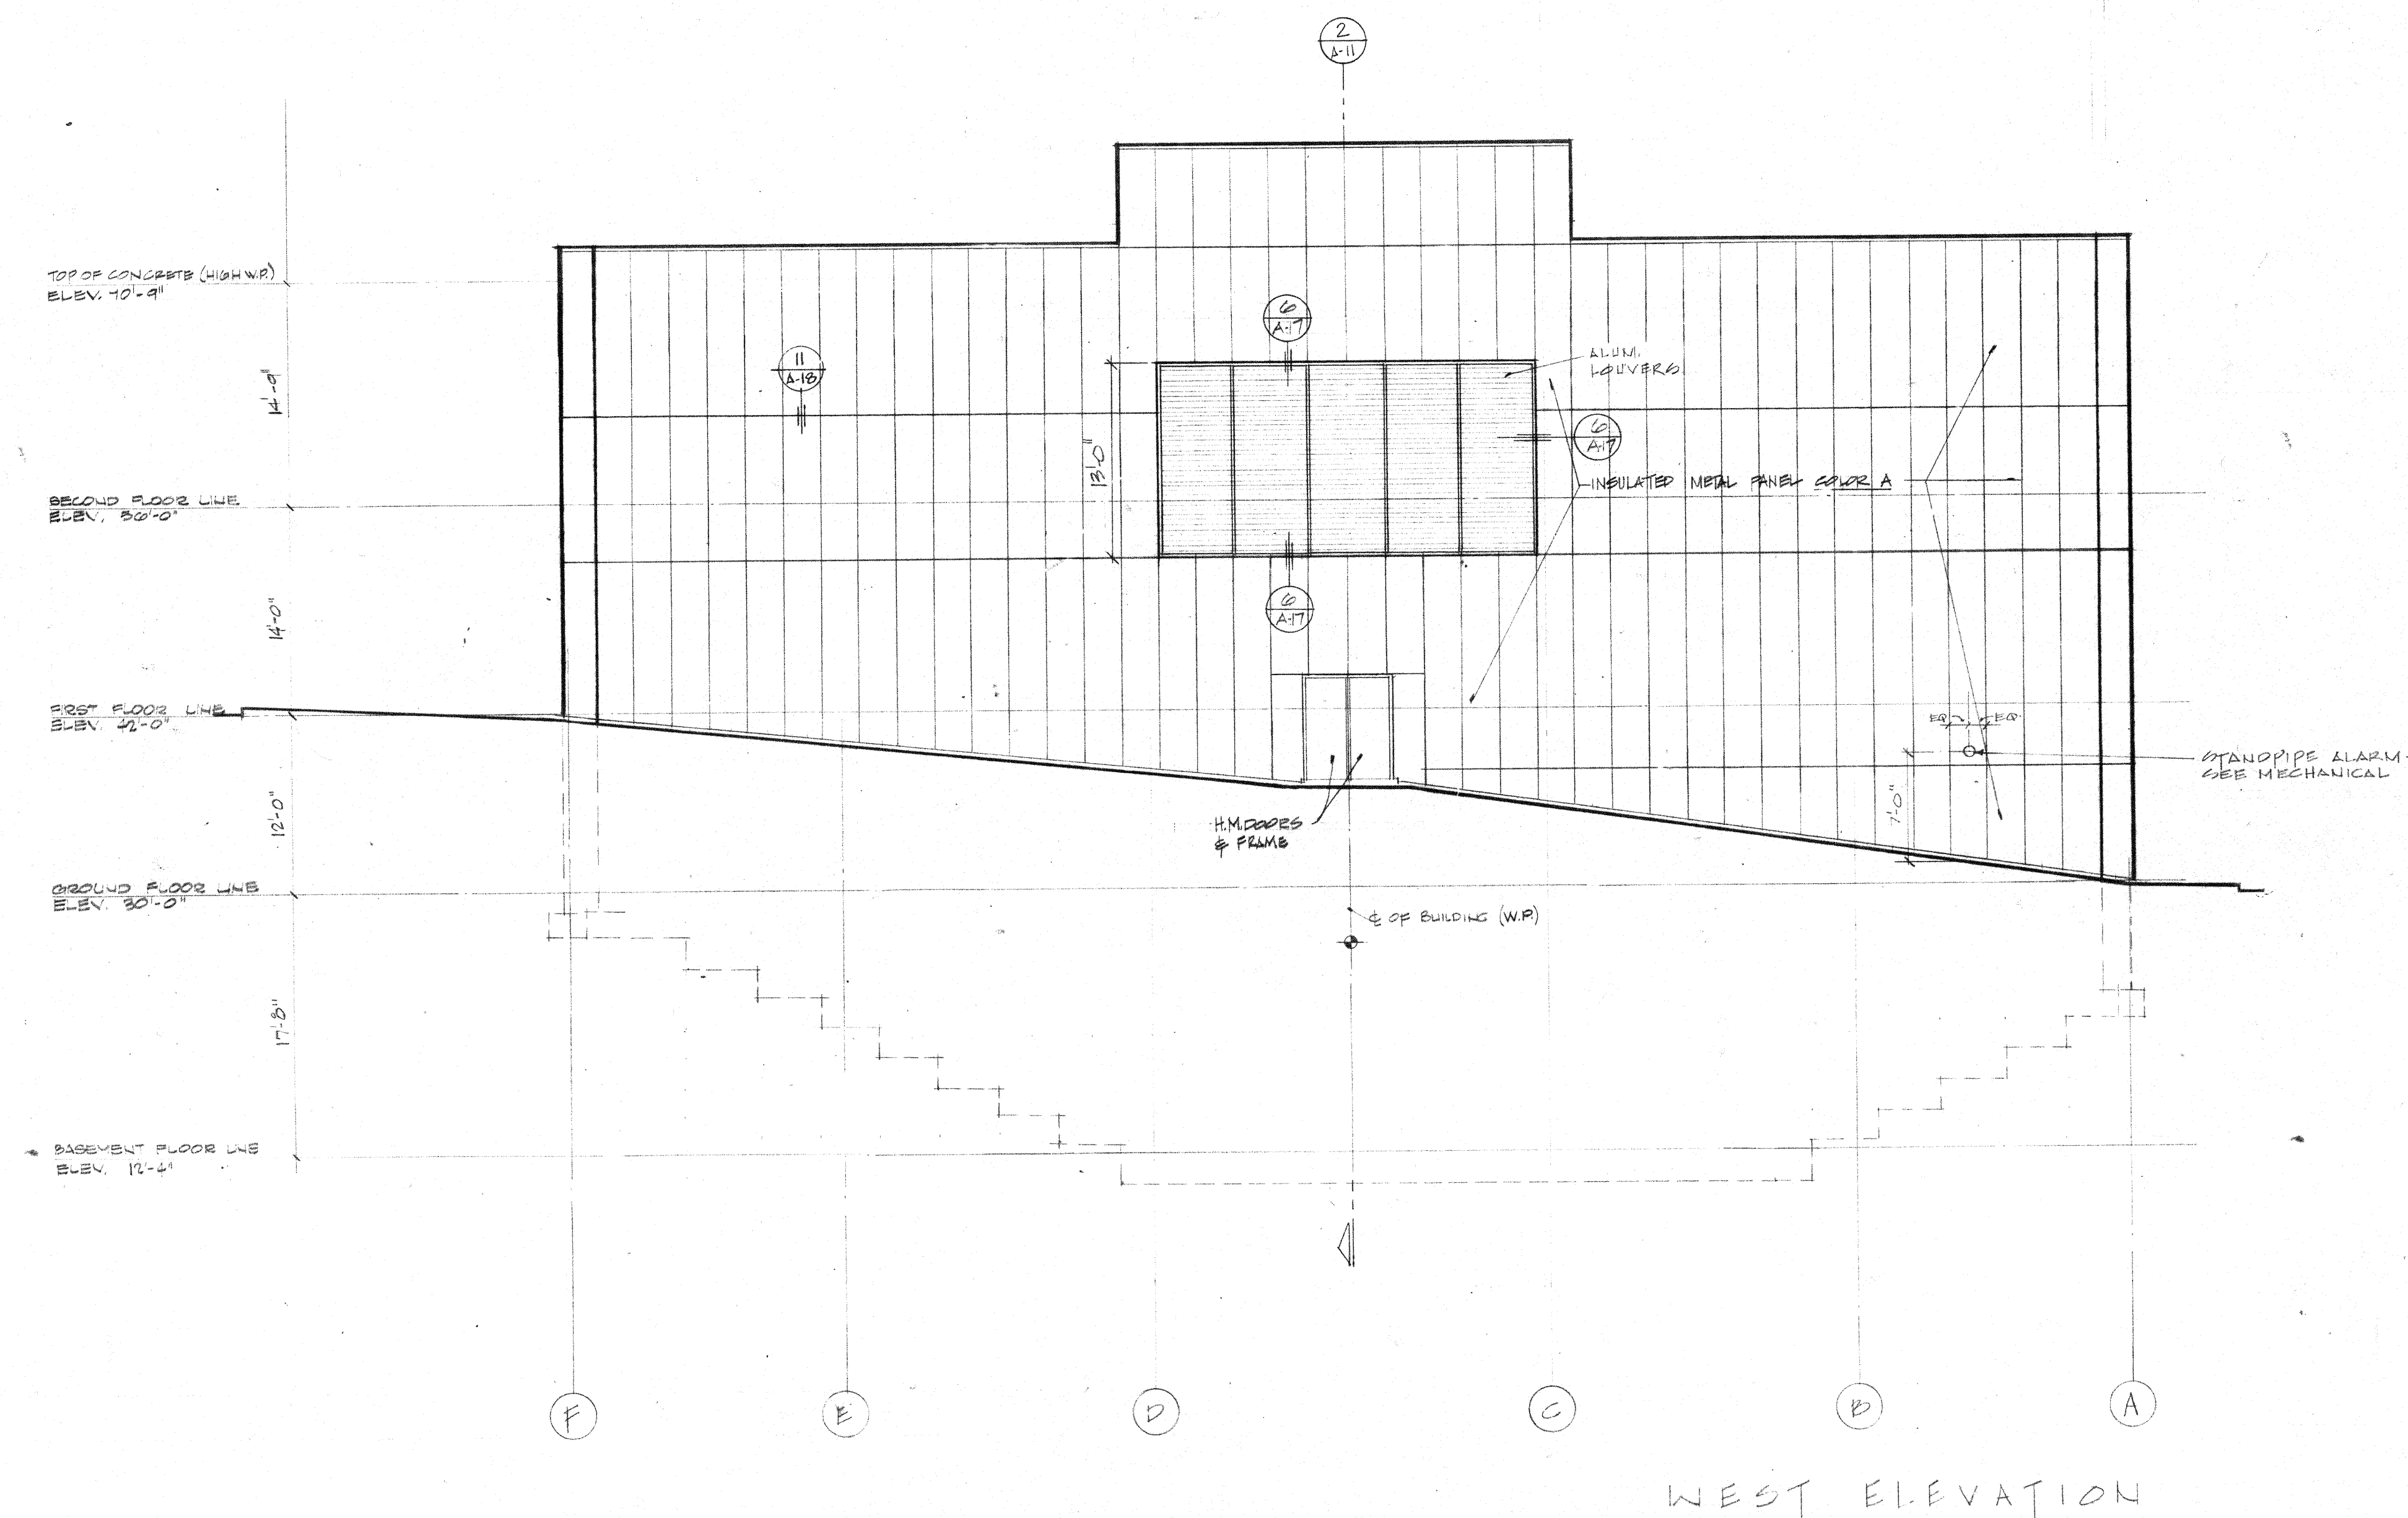 2
A-11
TOP OF CONCRETE (HIGH W.P.)
ELEV. 70'-9"
6
A-17
11
A-18
ALUM.
LOUVERS
14'-9"
13'-0"
6
A-17
INSULATED METAL PANEL COLOR A
SECOND FLOOR LINE
ELEV. 56'-0"
14'-0"
6
A-17
FIRST FLOOR LINE
ELEV. 42'-0"
EQ. EQ.
STANDPIPE ALARM-
SEE MECHANICAL
12'-0"
7'-0"
H.M. DOORS
& FRAME
GROUND FLOOR LINE
ELEV. 30'-0"
℄ OF BUILDING (W.P.)
17'-8"
BASEMENT FLOOR LINE
ELEV. 12'-4"
F E D C B A
WEST ELEVATION